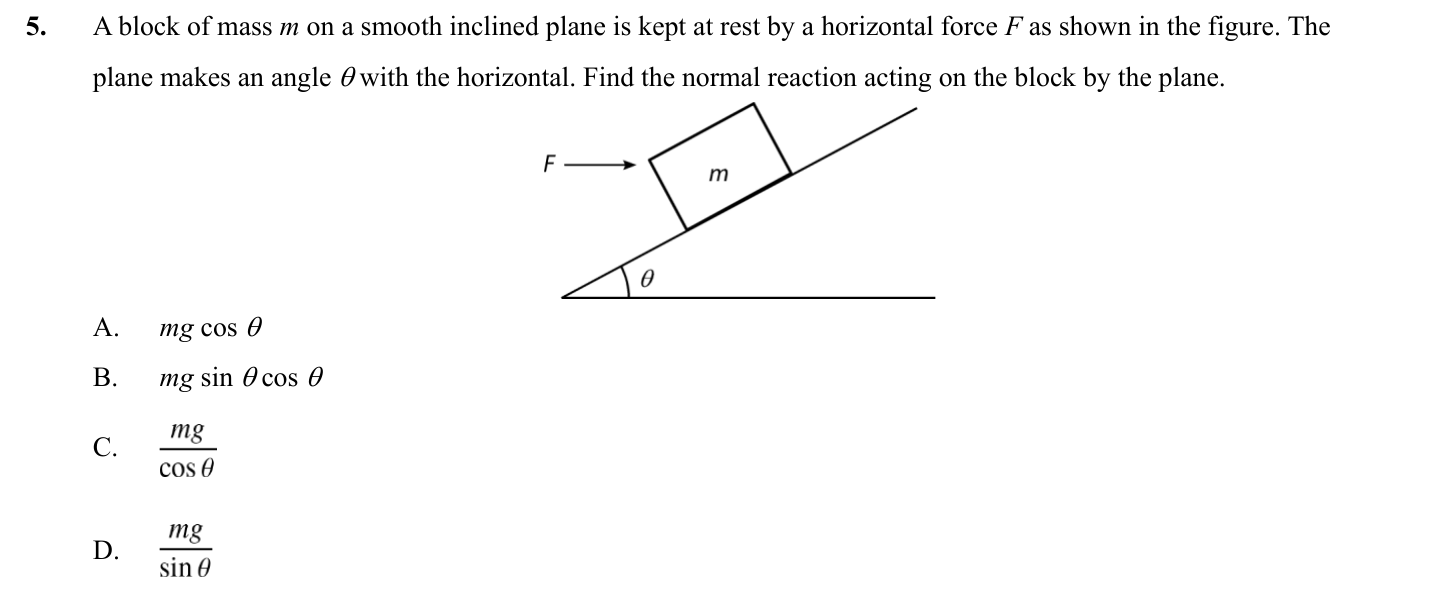 5. A block of mass m on a smooth inclined plane is kept at rest by a horizontal force F as shown in the figure. The
plane makes an angle θ with the horizontal. Find the normal reaction acting on the block by the plane.
F
m
θ
A. mg cos θ
B. mg sin θ cos θ
C. mg
cos θ
D. mg
sin θ